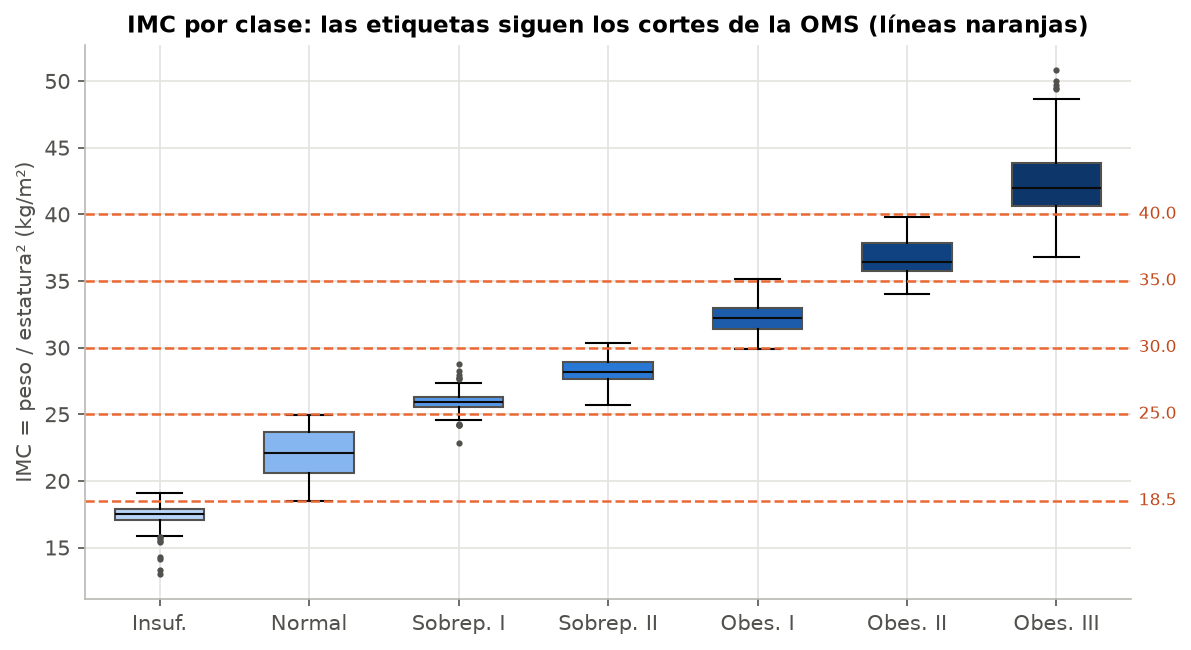 IMC por clase: las etiquetas siguen los cortes de la OMS (líneas naranjas)
IMC = peso / estatura² (kg/m²)
50
45
40
35
30
25
20
15
40.0
35.0
30.0
25.0
18.5
Insuf.
Normal
Sobrep. I
Sobrep. II
Obes. I
Obes. II
Obes. III